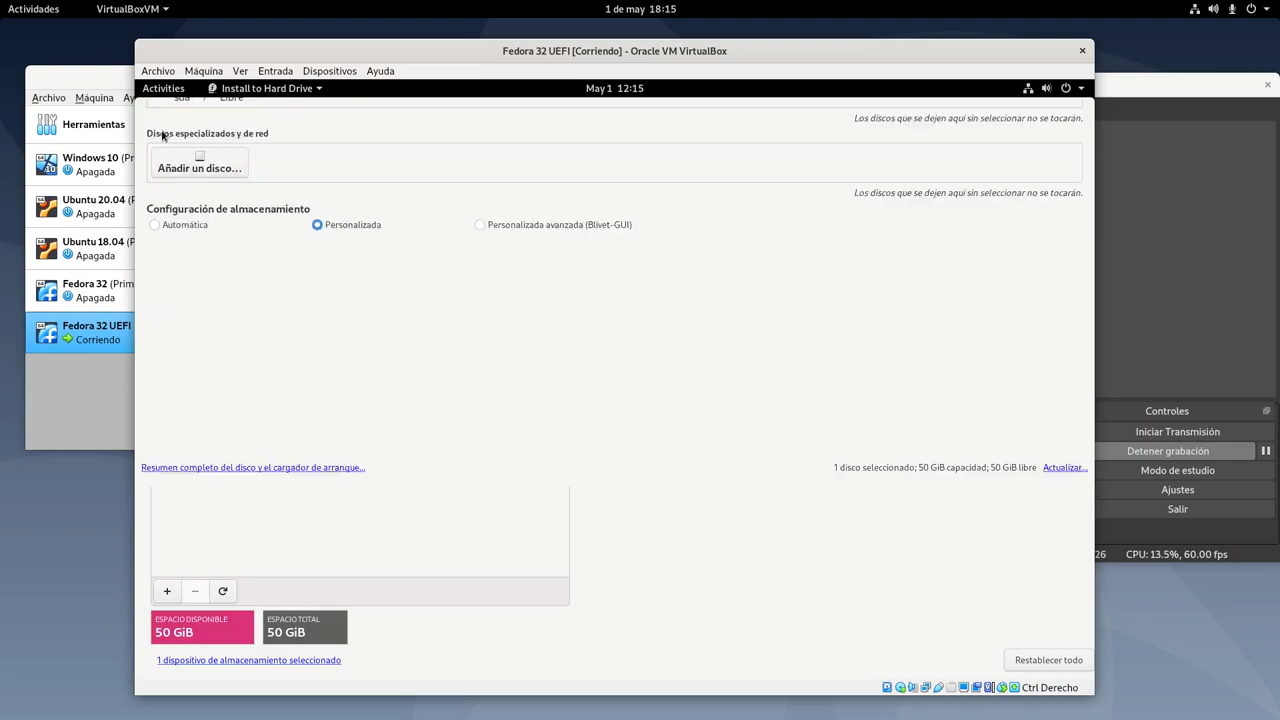 Actividades
VirtualBoxVM
1 de may 18:15
Fedora 32 UEFI [Corriendo] - Oracle VM VirtualBox
Archivo Máquina Ver Entrada Dispositivos Ayuda
Activities
Install to Hard Drive
May 1 12:15
Archivo Máquina
Herramientas
Windows 10
Apagada
Ubuntu 20.04
Apagada
Ubuntu 18.04
Apagada
Fedora 32 (Prim
Apagada
Fedora 32 UEFI
Corriendo
sda / Libre
Los discos que se dejen aquí sin seleccionar no se tocarán.
Discos especializados y de red
Añadir un disco...
Los discos que se dejen aquí sin seleccionar no se tocarán.
Configuración de almacenamiento
Automática
Personalizada
Personalizada avanzada (Blivet-GUI)
Resumen completo del disco y el cargador de arranque...
1 disco seleccionado; 50 GiB capacidad; 50 GiB libre
Actualizar...
ESPACIO DISPONIBLE
50 GiB
ESPACIO TOTAL
50 GiB
1 dispositivo de almacenamiento seleccionado
Restablecer todo
Ctrl Derecho
Controles
Iniciar Transmisión
Detener grabación
Modo de estudio
Ajustes
Salir
26 CPU: 13.5%, 60.00 fps